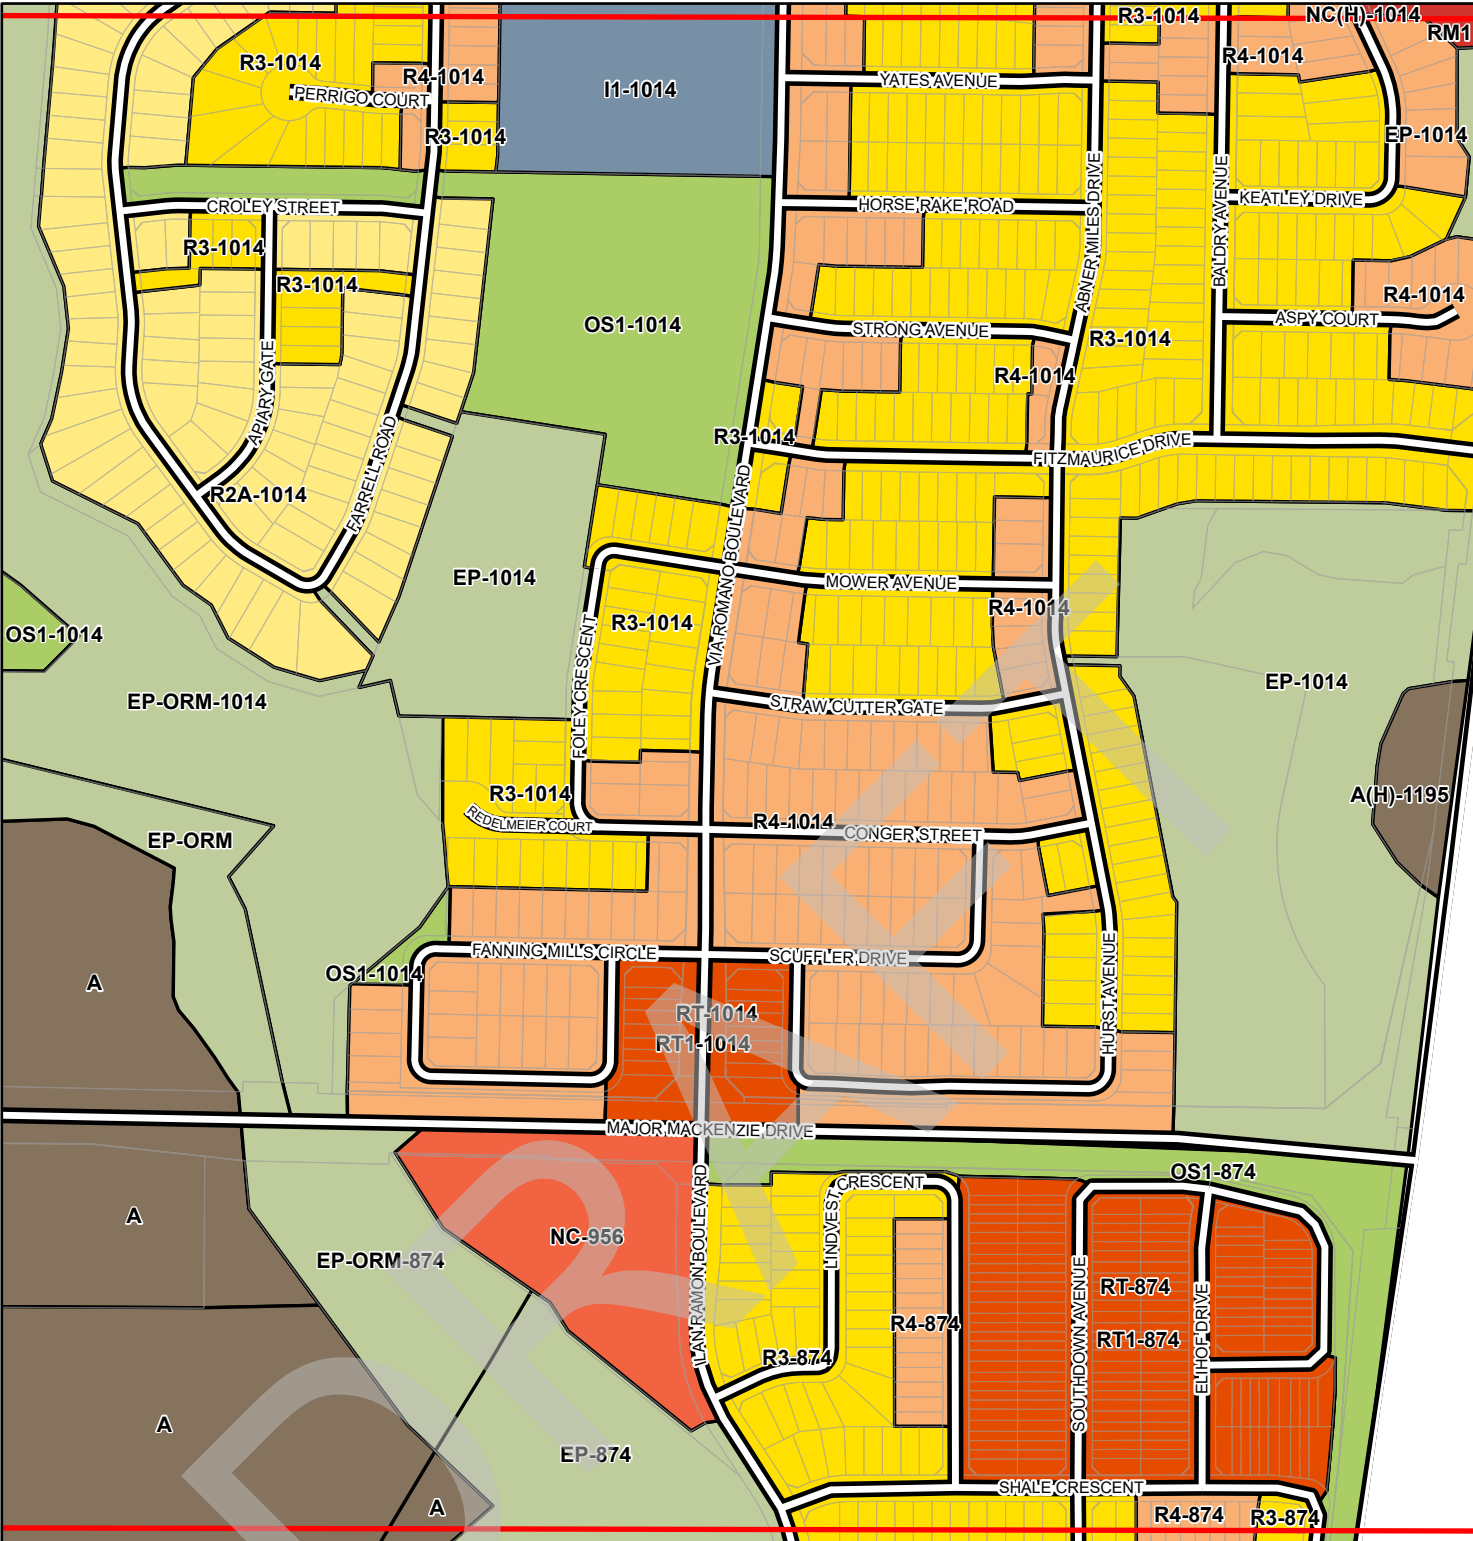 R3-1014
NC(H)-1014
RM1
R3-1014
R4-1014
R4-1014
PERRIGO COURT
I1-1014
YATES AVENUE
R3-1014
EP-1014
CROLEY STREET
HORSE RAKE ROAD
ABNER MILES DRIVE
BALDRY AVENUE
KEATLEY DRIVE
R3-1014
R3-1014
R4-1014
OS1-1014
STRONG AVENUE
ASPY COURT
R3-1014
APIARY GATE
R4-1014
FARRELL ROAD
R3-1014
FITZMAURICE DRIVE
R2A-1014
VIA ROMANO BOULEVARD
EP-1014
MOWER AVENUE
R4-1014
OS1-1014
R3-1014
FOLEY CRESCENT
EP-ORM-1014
STRAW CUTTER GATE
EP-1014
R3-1014
A(H)-1195
REDELMEIER COURT
R4-1014
CONGER STREET
EP-ORM
FANNING MILLS CIRCLE
SCUFFLER DRIVE
OS1-1014
A
HURST AVENUE
RT-1014
RT1-1014
MAJOR MACKENZIE DRIVE
OS1-874
LINDVEST CRESCENT
A
NC-956
ILAN RAMON BOULEVARD
EP-ORM-874
SOUTHDOWN AVENUE
RT-874
ELIHOF DRIVE
R4-874
RT1-874
R3-874
A
EP-874
SHALE CRESCENT
A
R4-874
R3-874
DRAFT